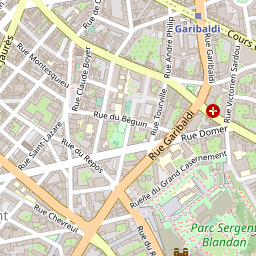 Garibaldi
Cours
Rue de
Rue André Philip
Rue Garibaldi
Rue Victorien Sardou
Rue Claude Boyer
Rue Montesquieu
Jaurès
Rue Tourville
Rue du Béguin
Rue Saint-Lazare
Rue Garibaldi
Rue Domer
Rue du Repos
Ruelle du Grand Casernement
Rue Chevreul
Parc Sergent
Blandan
Rue du R
nt